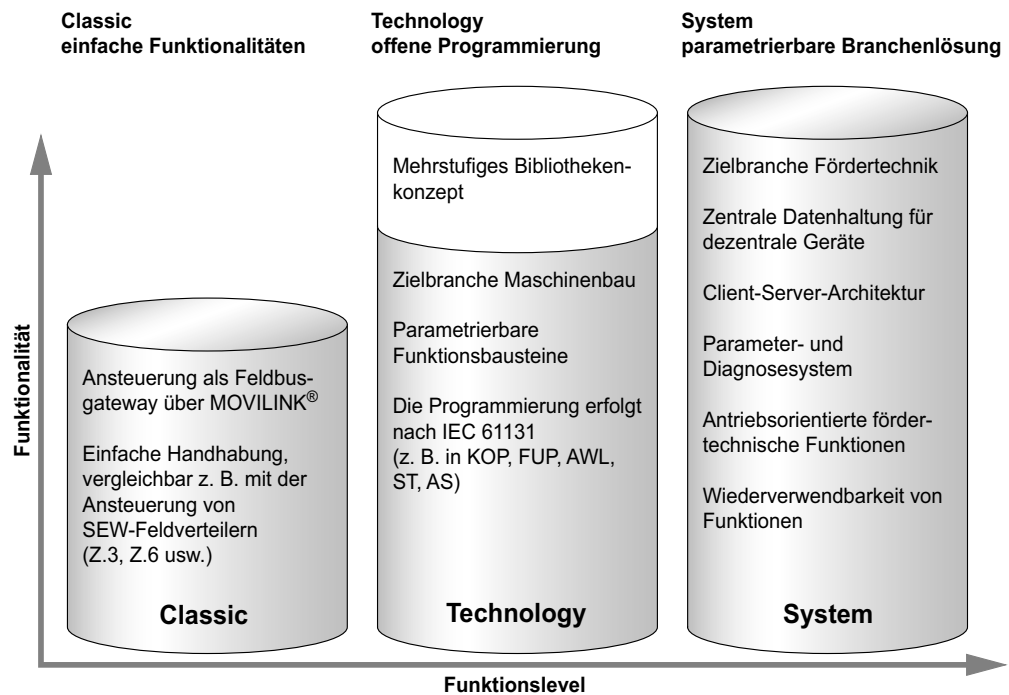 Classic
einfache Funktionalitäten
Technology
offene Programmierung
System
parametrierbare Branchenlösung
Funktionalität
Ansteuerung als Feldbus-
gateway über MOVILINK®
Einfache Handhabung,
vergleichbar z. B. mit der
Ansteuerung von
SEW-Feldverteilern
(Z.3, Z.6 usw.)
Classic
Mehrstufiges Bibliotheken-
konzept
Zielbranche Maschinenbau
Parametrierbare
Funktionsbausteine
Die Programmierung erfolgt
nach IEC 61131
(z. B. in KOP, FUP, AWL,
ST, AS)
Technology
Zielbranche Fördertechnik
Zentrale Datenhaltung für
dezentrale Geräte
Client-Server-Architektur
Parameter- und
Diagnosesystem
Antriebsorientierte förder-
technische Funktionen
Wiederverwendbarkeit von
Funktionen
System
Funktionslevel